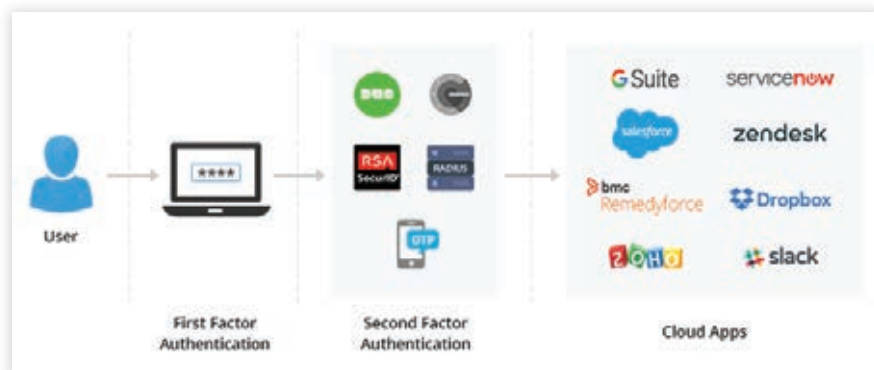 User
****
First Factor
Authentication
RSA
SecurID
RADIUS
OTP
Second Factor
Authentication
G Suite
servicenow
salesforce
zendesk
bmc
Remedyforce
Dropbox
ZOHO
slack
Cloud Apps